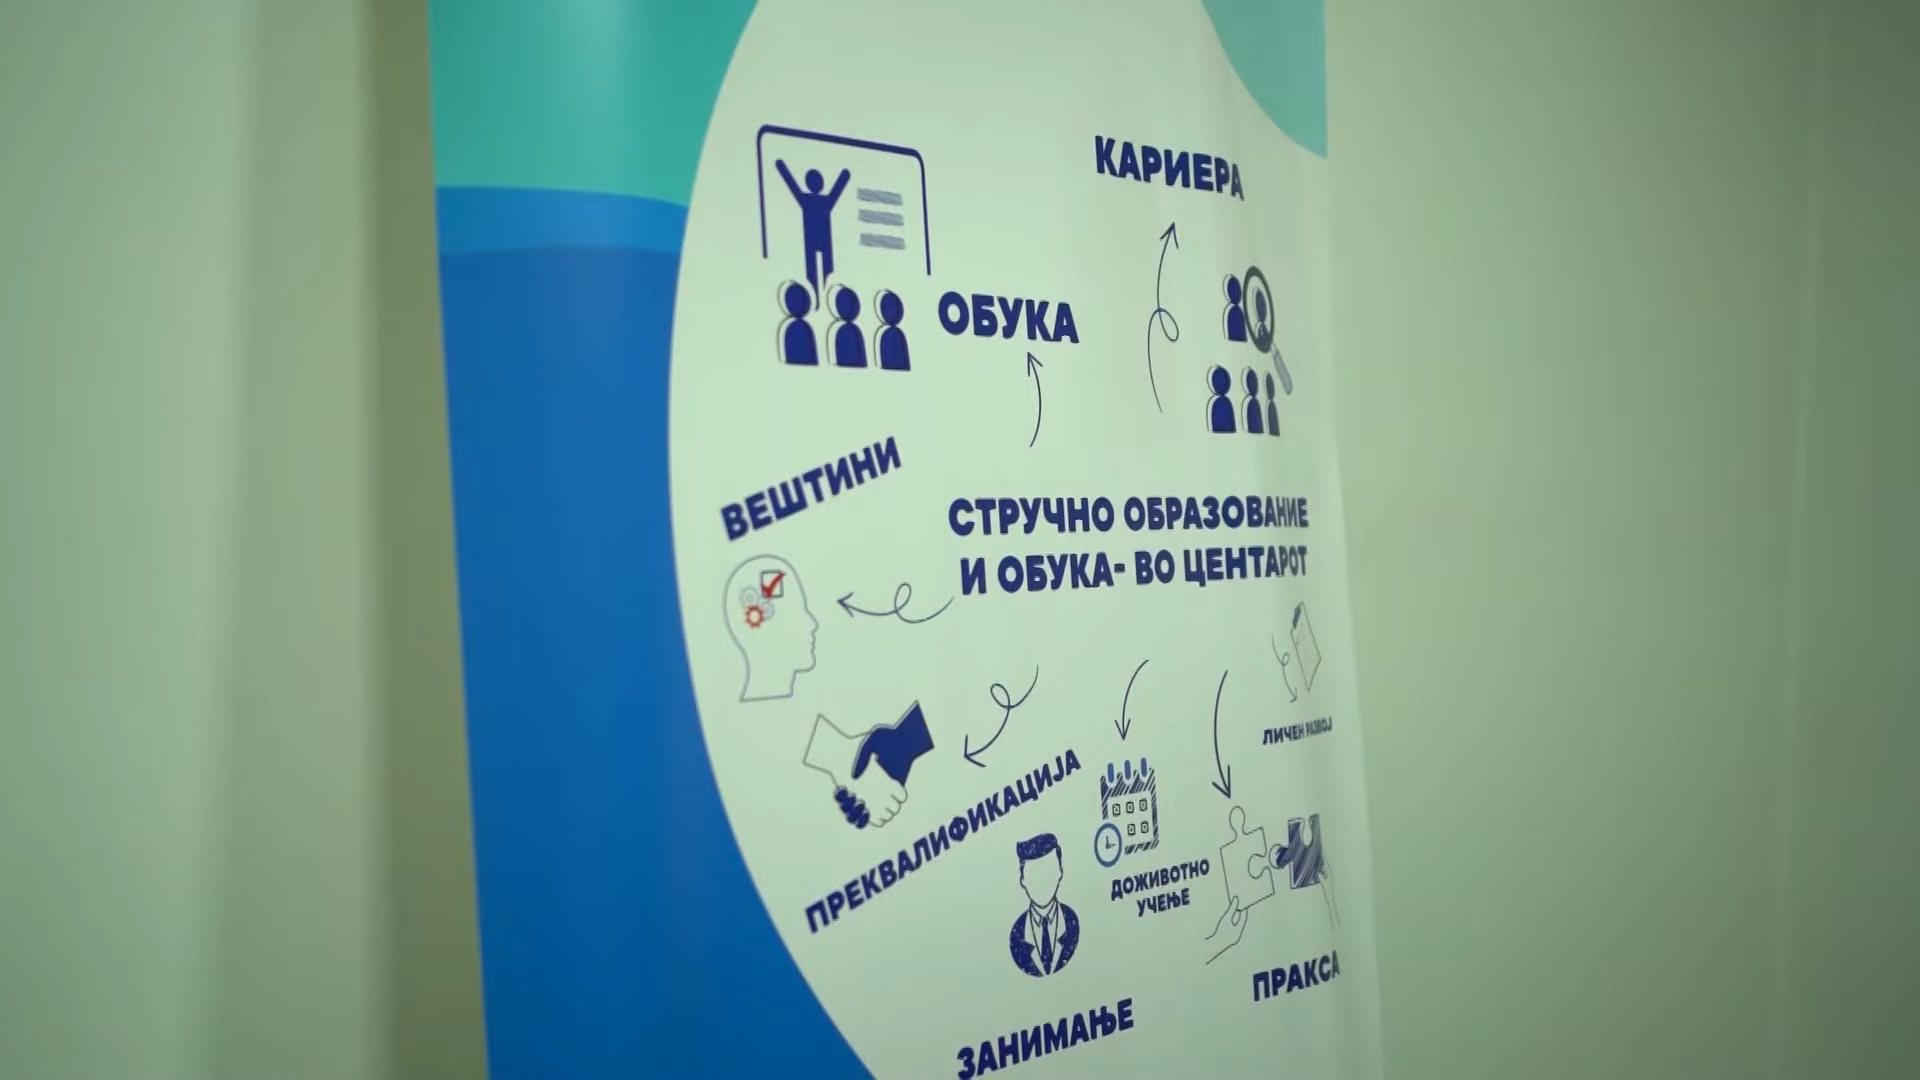 КАРИЕРА
ОБУКА
ВЕШТИНИ
СТРУЧНО ОБРАЗОВАНИЕ
И ОБУКА- ВО ЦЕНТАРОТ
ЛИЧЕН РАЗВОЈ
ПРЕКВАЛИФИКАЦИЈА
ДОЖИВОТНО
УЧЕЊЕ
ПРАКСА
ЗАНИМАЊЕ